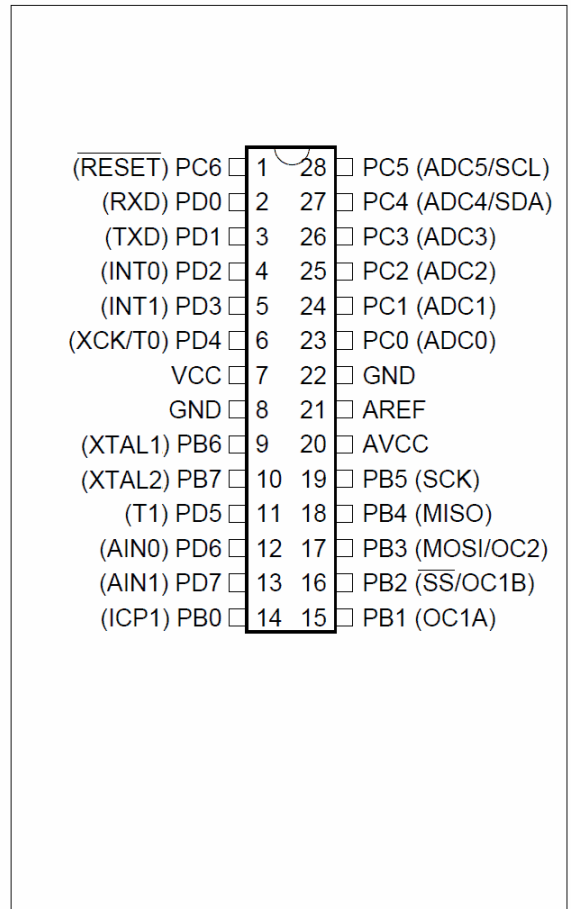 (RESET) PC6 1 28 PC5 (ADC5/SCL)
(RXD) PD0 2 27 PC4 (ADC4/SDA)
(TXD) PD1 3 26 PC3 (ADC3)
(INT0) PD2 4 25 PC2 (ADC2)
(INT1) PD3 5 24 PC1 (ADC1)
(XCK/T0) PD4 6 23 PC0 (ADC0)
VCC 7 22 GND
GND 8 21 AREF
(XTAL1) PB6 9 20 AVCC
(XTAL2) PB7 10 19 PB5 (SCK)
(T1) PD5 11 18 PB4 (MISO)
(AIN0) PD6 12 17 PB3 (MOSI/OC2)
(AIN1) PD7 13 16 PB2 (SS/OC1B)
(ICP1) PB0 14 15 PB1 (OC1A)